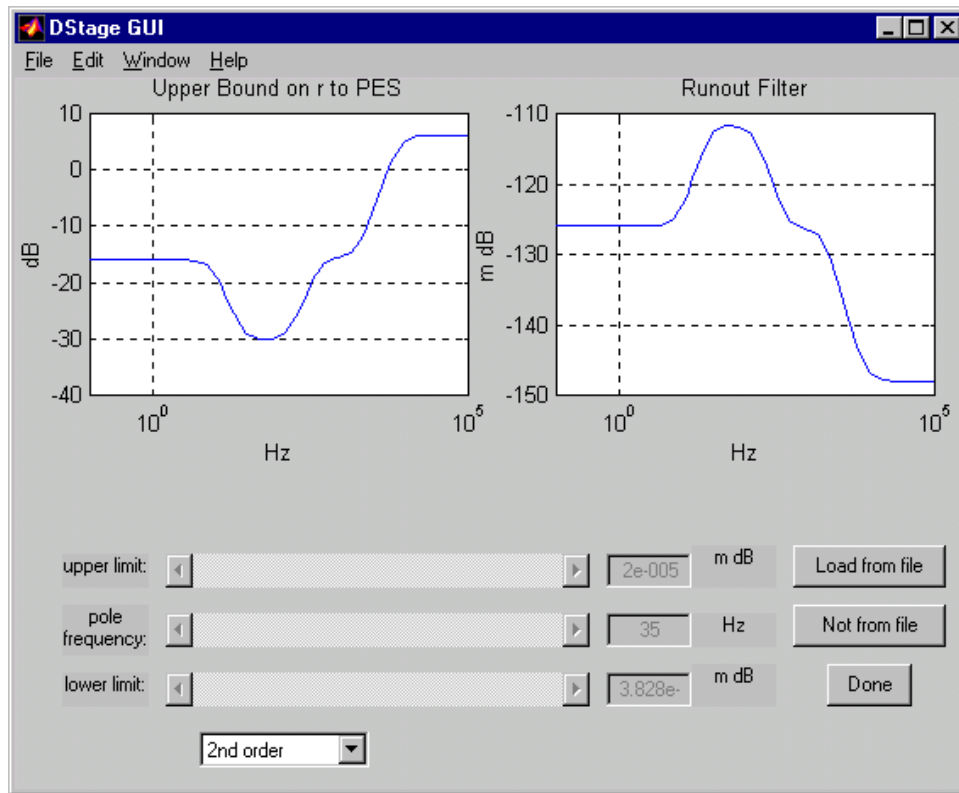 DStage GUI
File Edit Window Help
Upper Bound on r to PES
10
0
-10
-20
-30
-40
dB
10^0
10^5
Hz
Runout Filter
-110
-120
-130
-140
-150
m dB
10^0
10^5
Hz
upper limit: 2e-005 m dB Load from file
pole
frequency: 35 Hz Not from file
lower limit: 3.828e- m dB Done
2nd order